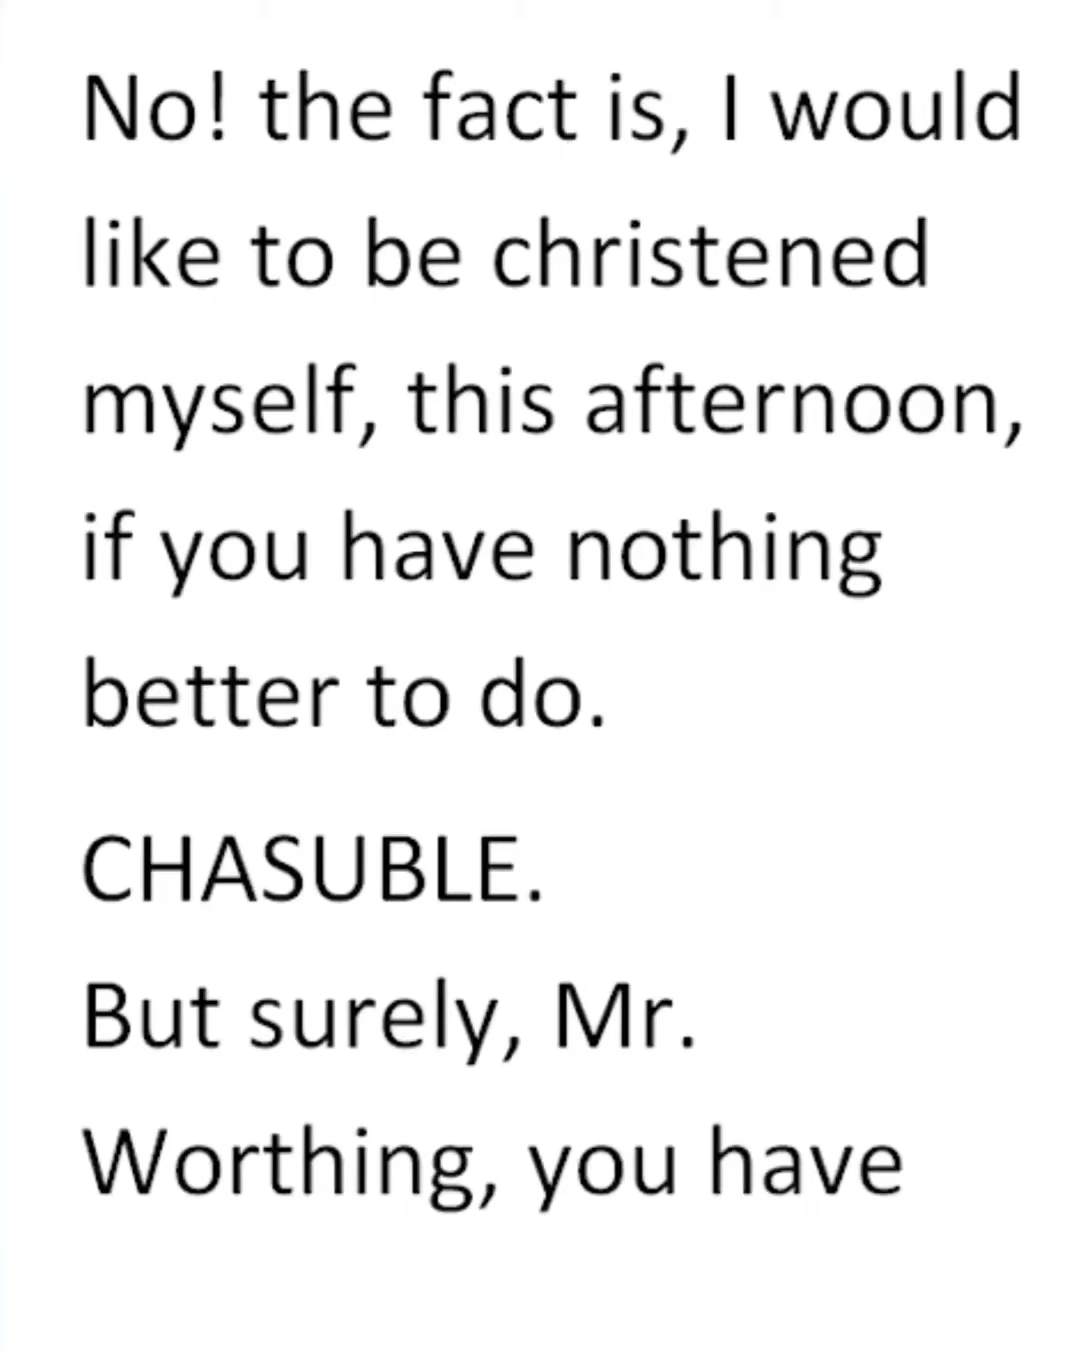 No! the fact is, I would
like to be christened
myself, this afternoon,
if you have nothing
better to do.
CHASUBLE.
But surely, Mr.
Worthing, you have